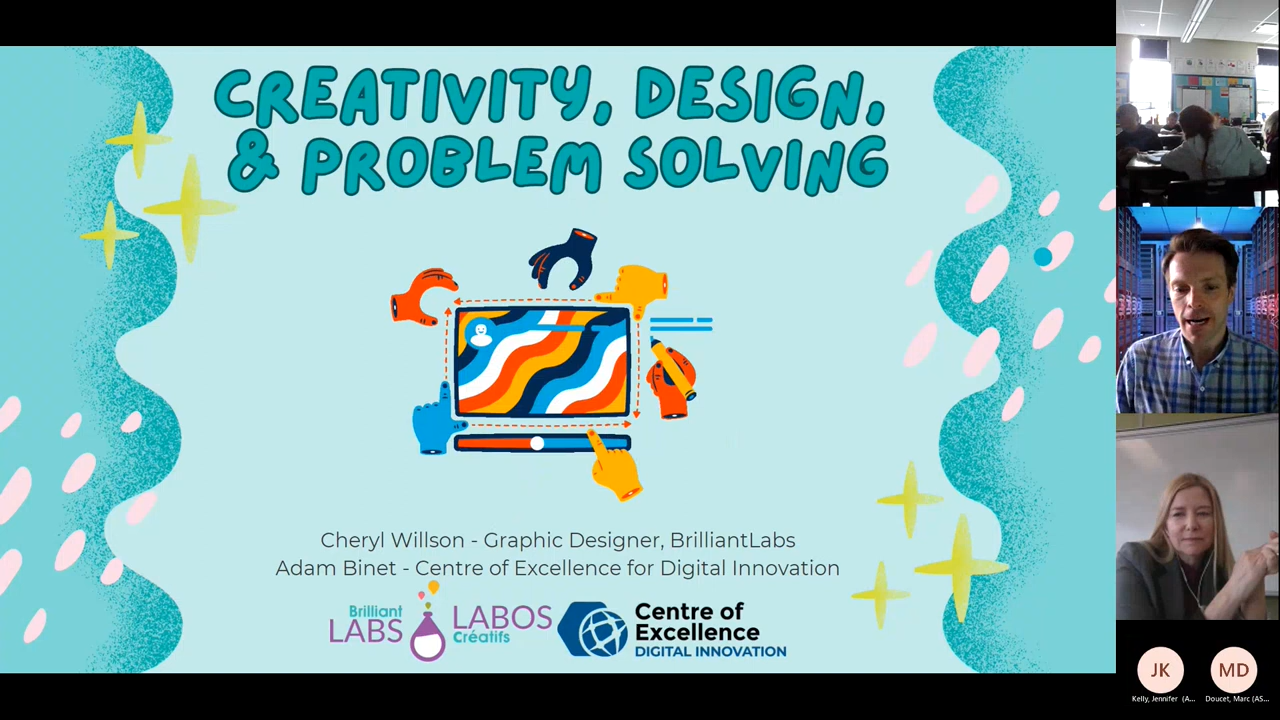 CREATIVITY, DESIGN,
& PROBLEM SOLVING
Cheryl Willson - Graphic Designer, BrilliantLabs
Adam Binet - Centre of Excellence for Digital Innovation
Brilliant
LABS
LABOS
Créatifs
Centre of
Excellence
DIGITAL INNOVATION
JK
MD
Kelly, Jennifer (A...
Doucet, Marc (AS...